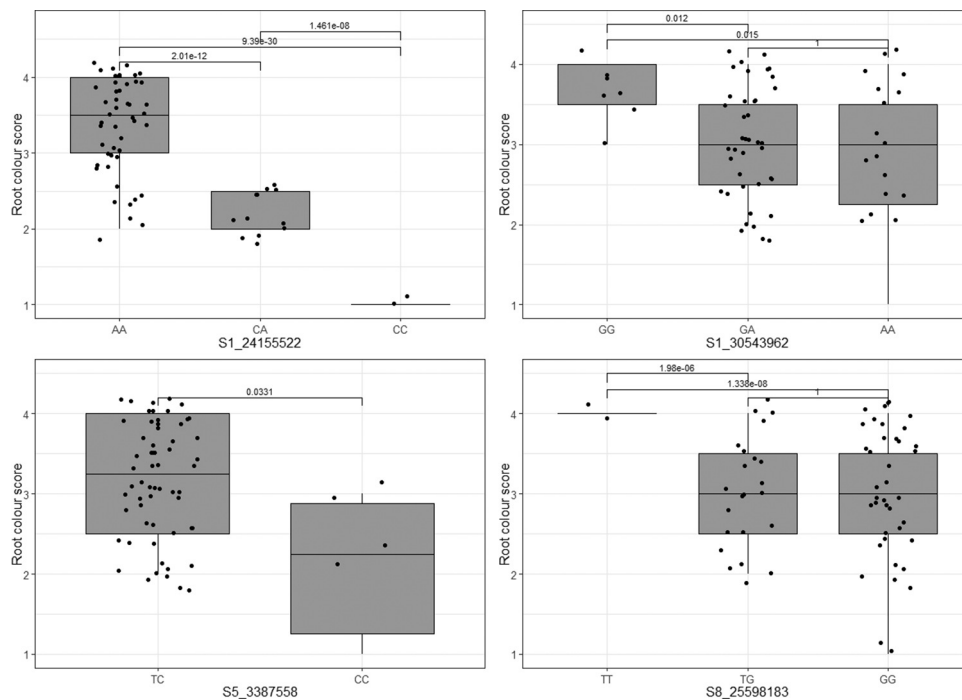 1.461e-08
9.39e-30
2.01e-12
4
3
2
1
Root colour score
AA CA CC
S1_24155522
0.012
0.015
1
4
3
2
1
Root colour score
GG GA AA
S1_30543962
0.0331
4
3
2
1
Root colour score
TC CC
S5_3387558
1.98e-06
1.338e-08
1
4
3
2
1
Root colour score
TT TG GG
S8_25598183